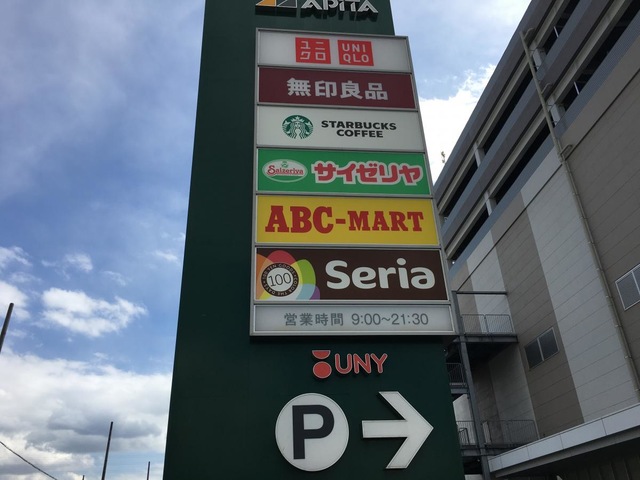 APITA
ユニ UNI
クロ QLO
無印良品
STARBUCKS
COFFEE
Saizeriya サイゼリヤ
ABC-MART
100 Seria
営業時間 9:00~21:30
UNY
P